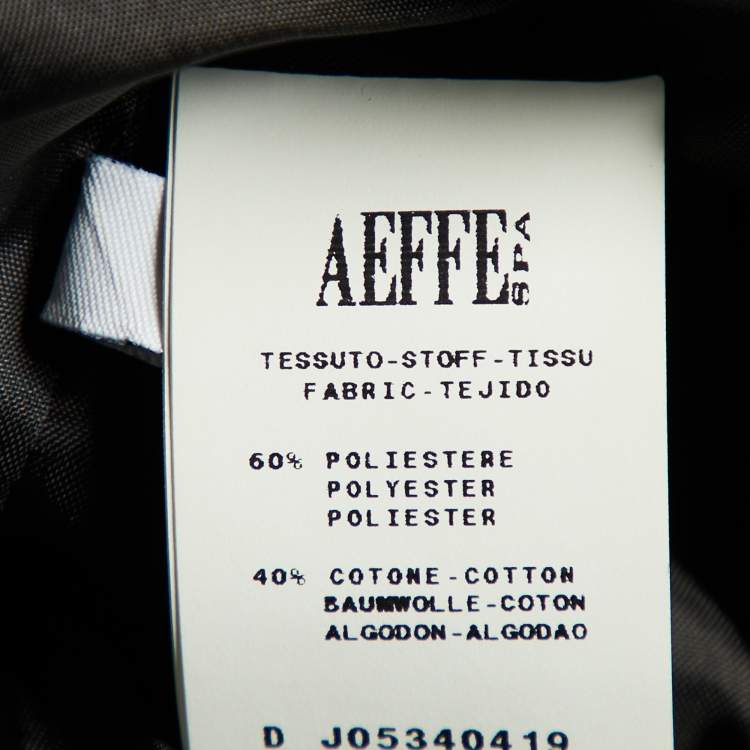 AEFFE SPA
TESSUTO-STOFF-TISSU
FABRIC-TEJIDO
60% POLIESTERE
POLYESTER
POLIESTER
40% COTONE-COTTON
BAUMWOLLE-COTON
ALGODON-ALGODAO
D J05340419